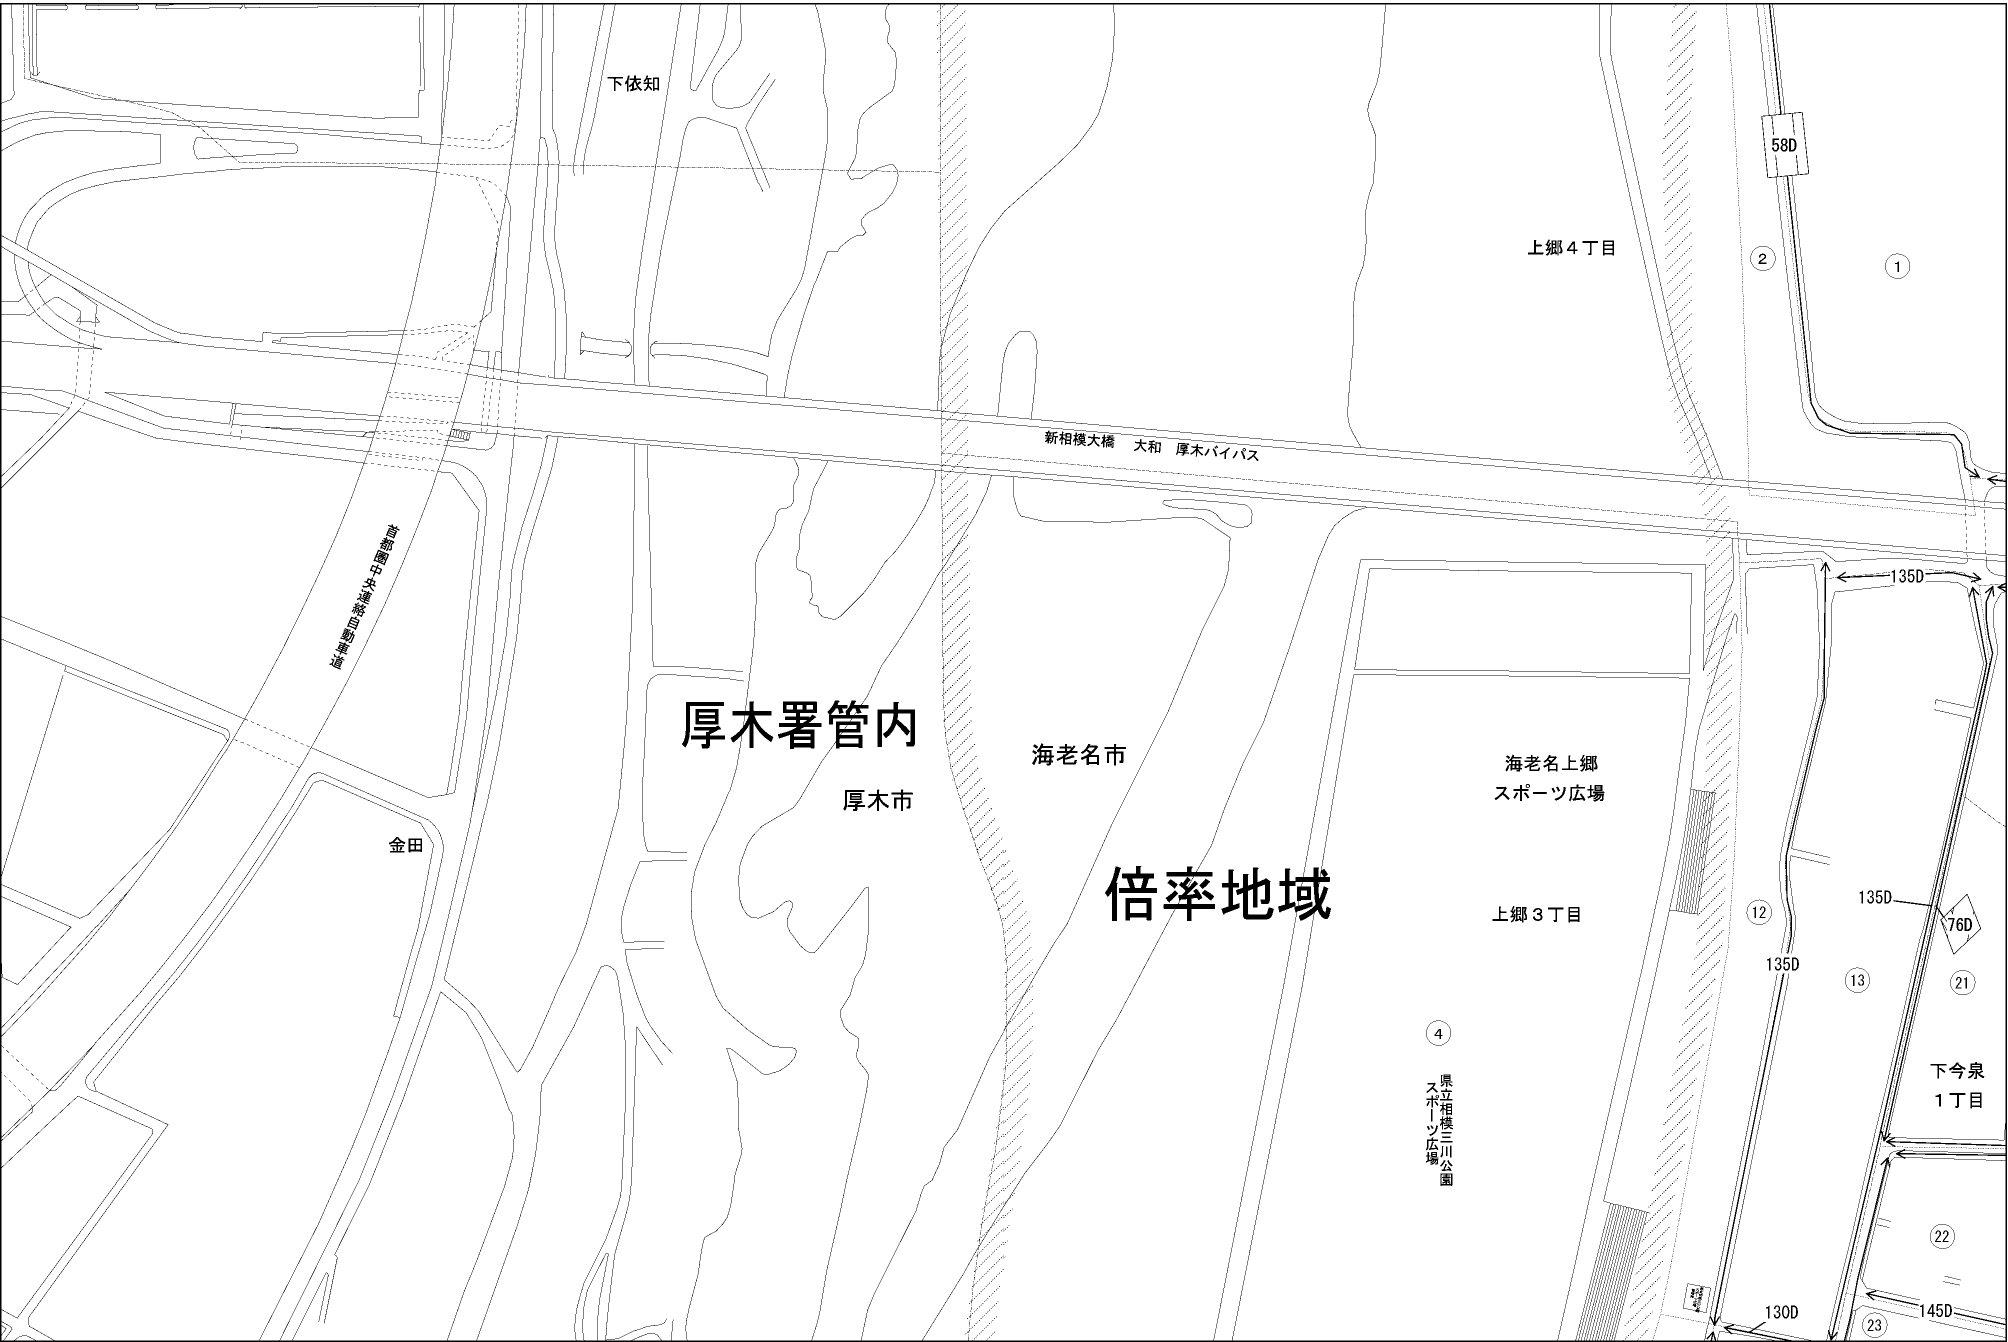 下依知
58D
上郷４丁目
2
1
新相模大橋　大和　厚木バイパス
首都圏中央連絡自動車道
135D
厚木署管内
海老名市
海老名上郷
スポーツ広場
厚木市
金田
倍率地域
135D
76D
上郷３丁目
12
135D
13
21
4
県立相模三川公園
スポーツ広場
下今泉
１丁目
22
130D
145D
23